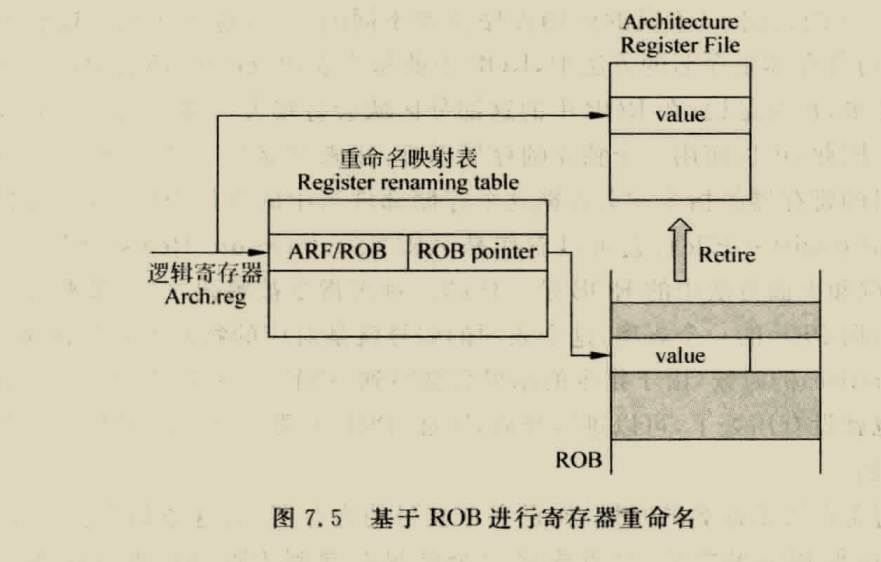 Architecture
Register File
value
重命名映射表
Register renaming table
ARF/ROB
ROB pointer
逻辑寄存器
Arch.reg
Retire
value
ROB
图 7.5 基于 ROB 进行寄存器重命名